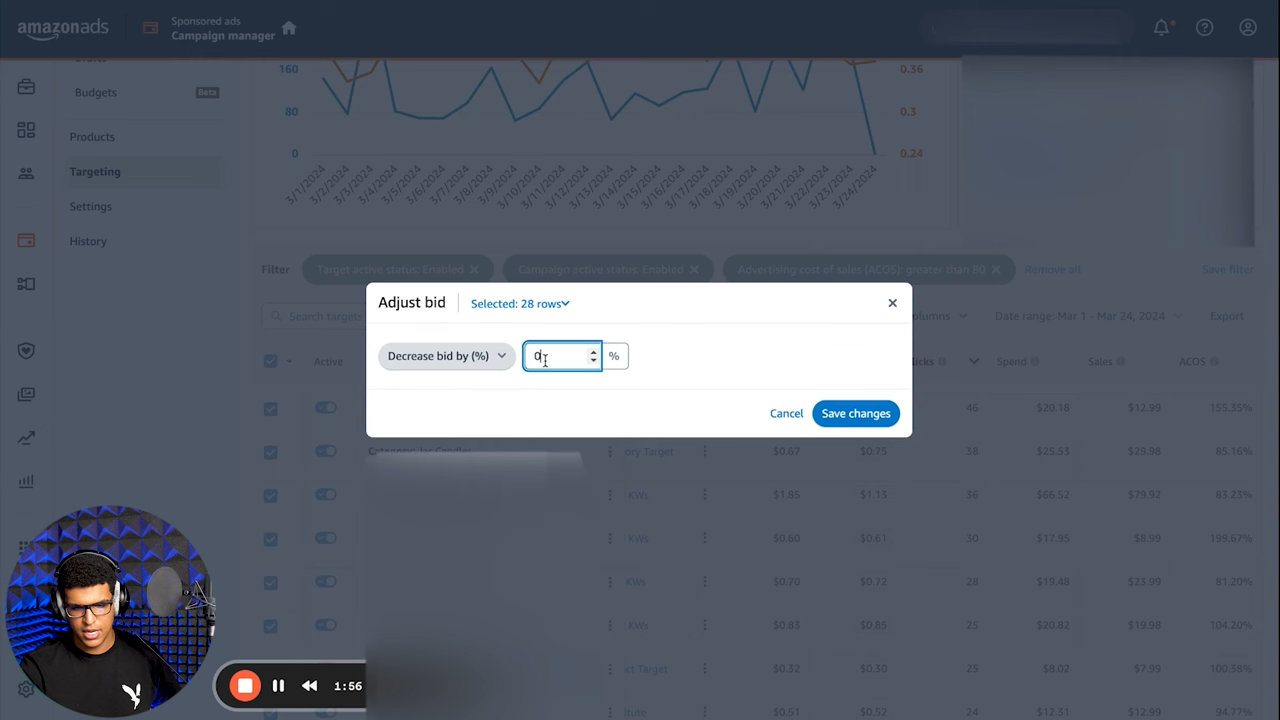 amazonads
Sponsored ads
Campaign manager
Budgets
Beta
Products
Targeting
Settings
History
160
80
0
0.36
0.3
0.24
3/1/2024
3/2/2024
3/3/2024
3/4/2024
3/5/2024
3/6/2024
3/7/2024
3/8/2024
3/9/2024
3/10/2024
3/11/2024
3/12/2024
3/13/2024
3/14/2024
3/15/2024
3/16/2024
3/17/2024
3/18/2024
3/19/2024
3/20/2024
3/21/2024
3/22/2024
3/23/2024
3/24/2024
Filter
Target active status: Enabled
Campaign active status: Enabled
Advertising cost of sales (ACOS): greater than 80
Remove all
Save filter
Adjust bid
Selected: 28 rows
Decrease bid by (%)
0
%
Cancel
Save changes
Search targets
Date range: Mar 1 - Mar 24, 2024
Export
Active
Spend
Sales
ACOS
46 $20.18 $12.99 155.35%
$0.67 $0.75 38 $25.53 $29.98 85.16%
KWs $1.85 $1.13 36 $66.52 $79.92 83.23%
KWs $0.60 $0.61 30 $17.95 $8.99 199.67%
KWs $0.70 $0.72 28 $19.48 $23.99 81.20%
KWs $0.83 $0.85 25 $20.82 $19.98 104.20%
Target $0.32 $0.30 25 $8.02 $7.99 100.38%
$0.51 $0.52 24 $12.31 $12.99 94.77%
1:56